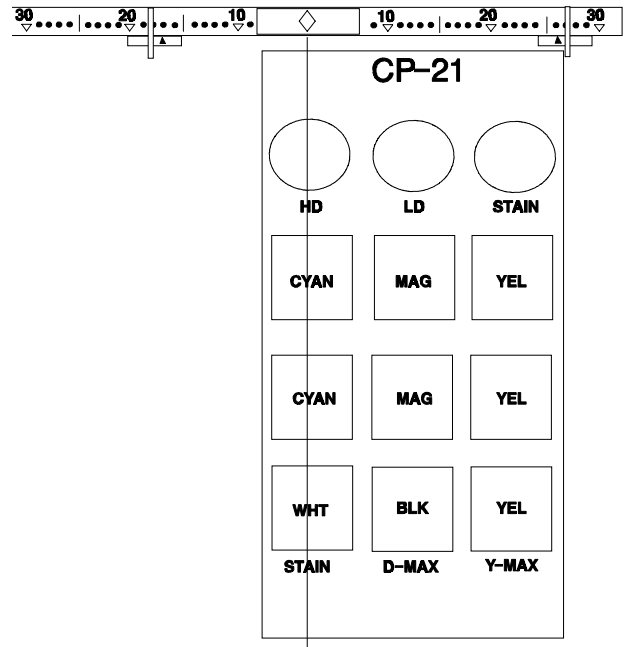 30 20 10 10 20 30
CP-21
HD LD STAIN
CYAN MAG YEL
CYAN MAG YEL
WHT BLK YEL
STAIN D-MAX Y-MAX